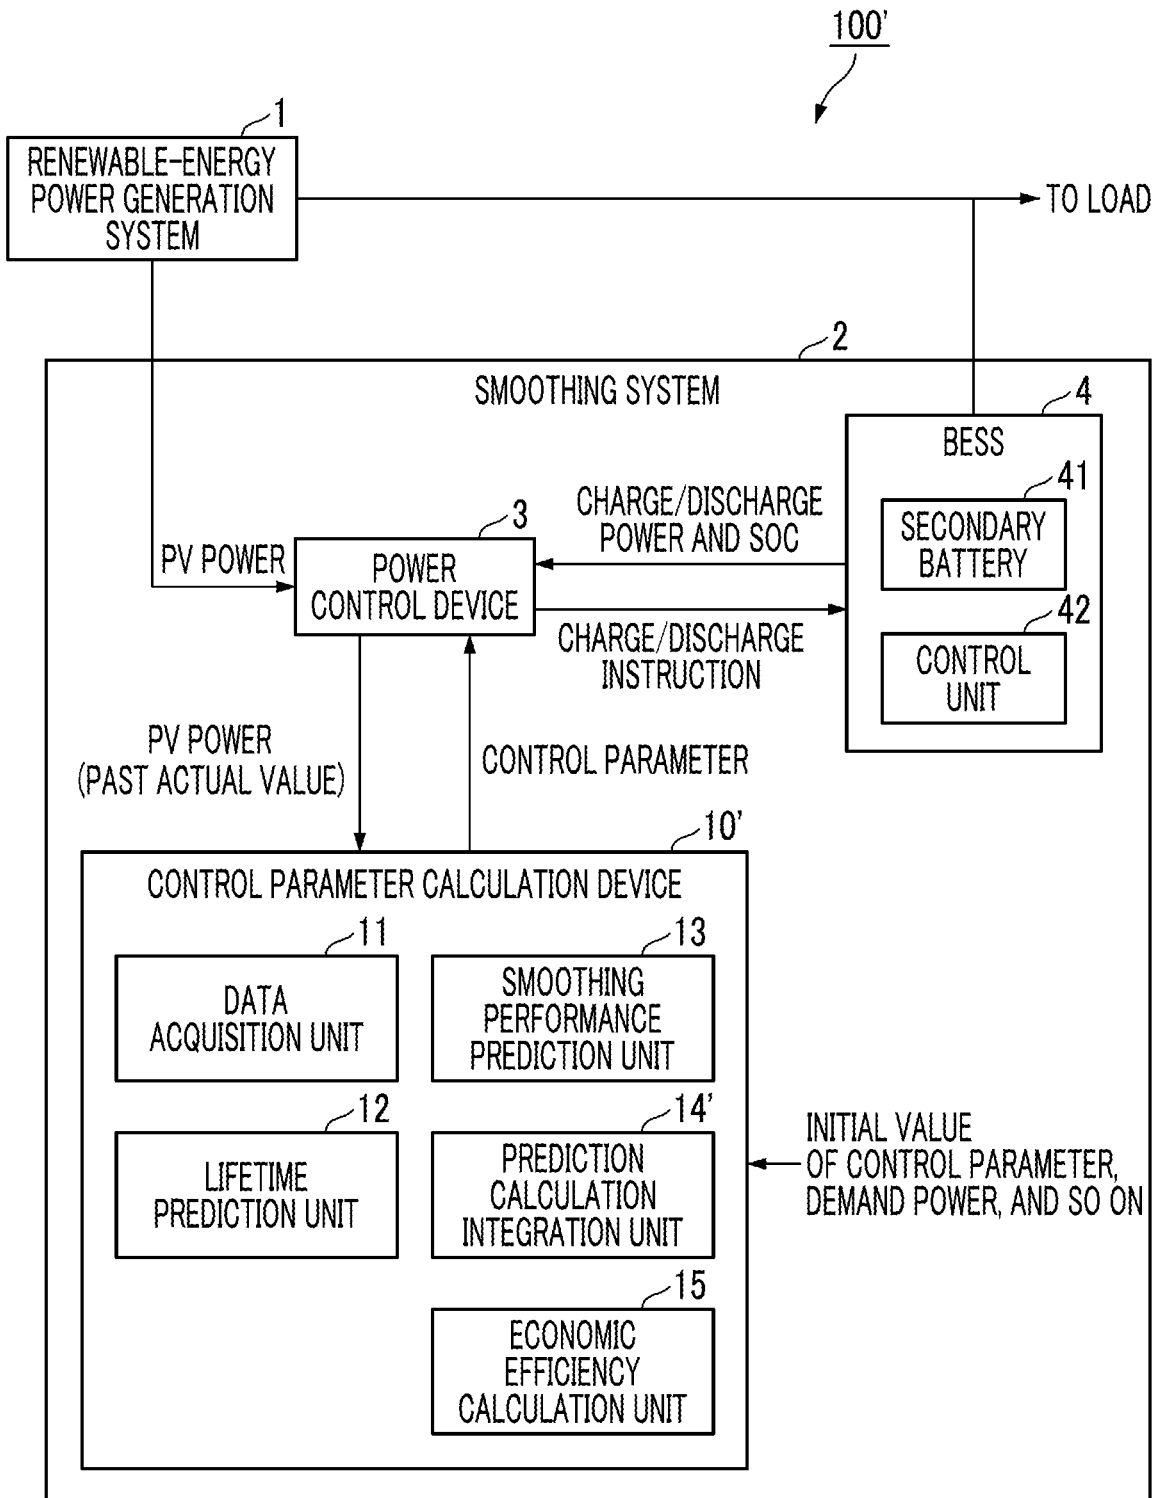 100'
1
RENEWABLE-ENERGY
POWER GENERATION
SYSTEM
TO LOAD
2
SMOOTHING SYSTEM
4
BESS
41
SECONDARY
BATTERY
42
CONTROL
UNIT
CHARGE/DISCHARGE
POWER AND SOC
3
POWER
CONTROL DEVICE
PV POWER
CHARGE/DISCHARGE
INSTRUCTION
PV POWER
(PAST ACTUAL VALUE)
CONTROL PARAMETER
10'
CONTROL PARAMETER CALCULATION DEVICE
11
DATA
ACQUISITION UNIT
13
SMOOTHING
PERFORMANCE
PREDICTION UNIT
12
LIFETIME
PREDICTION UNIT
14'
PREDICTION
CALCULATION
INTEGRATION UNIT
INITIAL VALUE
OF CONTROL PARAMETER,
DEMAND POWER, AND SO ON
15
ECONOMIC
EFFICIENCY
CALCULATION UNIT